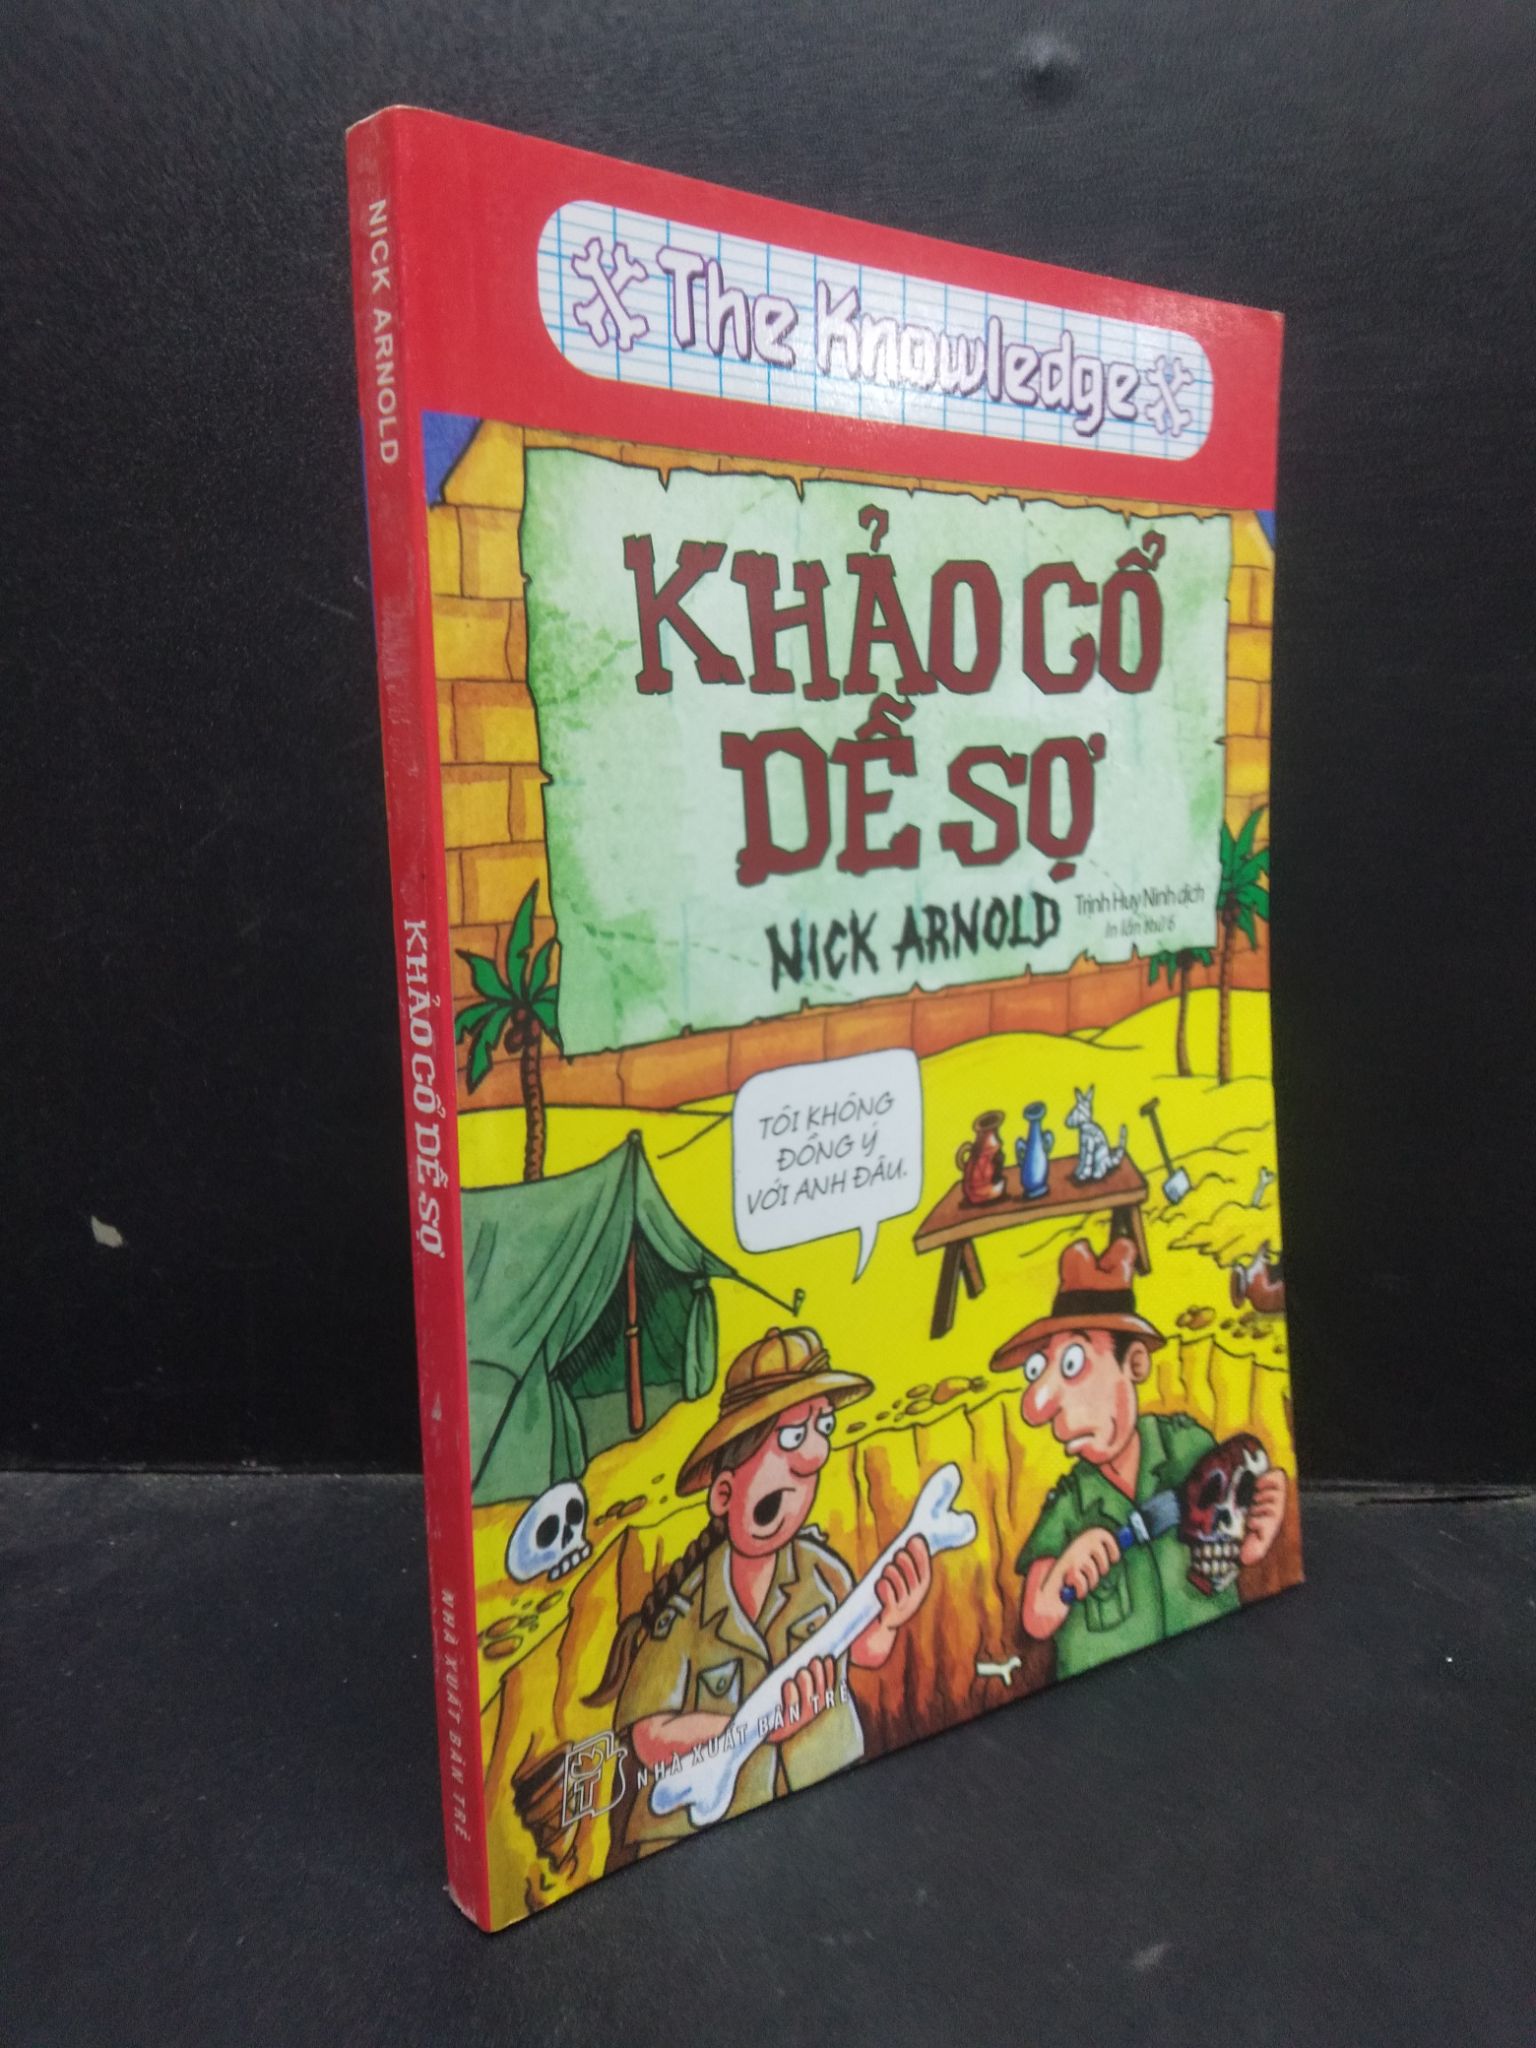 The Knowledge
KHẢO CỔ
DỄ SỢ
NICK ARNOLD
Trịnh Huy Ninh dịch
In lần thứ 6
TÔI KHÔNG
ĐỒNG Ý
VỚI ANH ĐÂU.
NHÀ XUẤT BẢN TRẺ
NICK ARNOLD
KHẢO CỔ DỄ SỢ
NHÀ XUẤT BẢN TRẺ